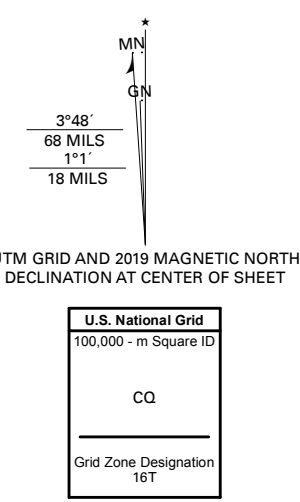 MN
GN
3°48´
68 MILS
1°1´
18 MILS
UTM GRID AND 2019 MAGNETIC NORTH
DECLINATION AT CENTER OF SHEET
U.S. National Grid
100,000 - m Square ID
CQ
Grid Zone Designation
16T